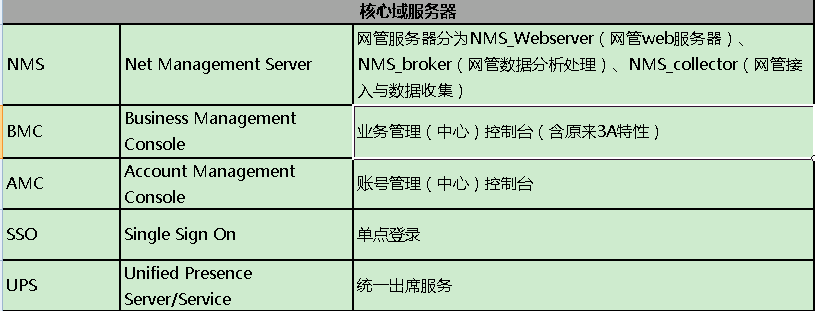 核心域服务器
NMS
Net Management Server
网管服务器分为NMS_Webserver（网管web服务器）、
NMS_broker（网管数据分析处理）、NMS_collector（网管接
入与数据收集）
BMC
Business Management
Console
业务管理（中心）控制台（含原来3A特性）
AMC
Account Management
Console
账号管理（中心）控制台
SSO
Single Sign On
单点登录
UPS
Unified Presence
Server/Service
统一出席服务